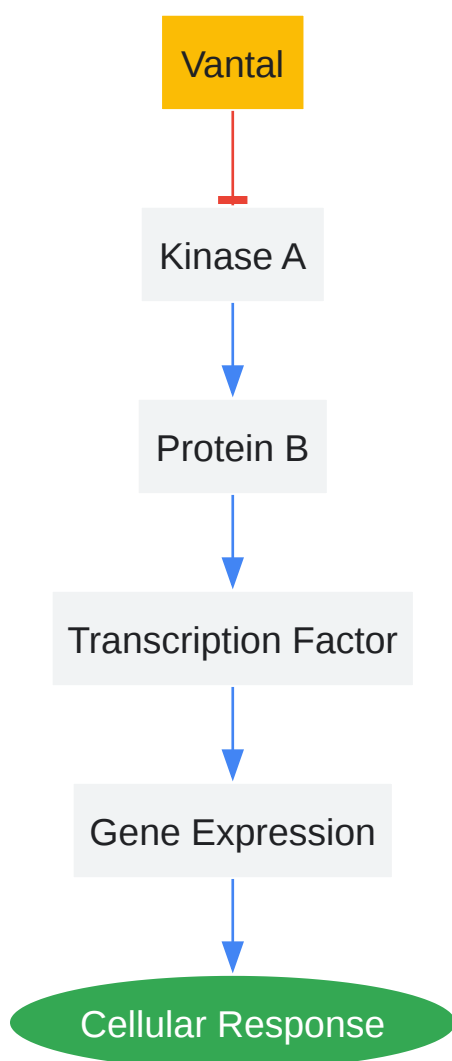 Vantal
Kinase A
Protein B
Transcription Factor
Gene Expression
Cellular Response